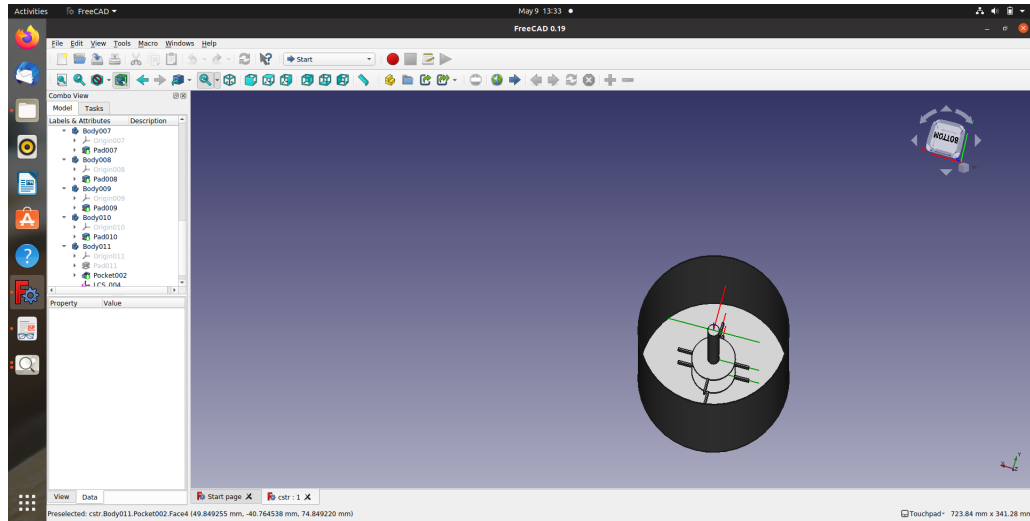 Activities FreeCAD May 9 13:33
FreeCAD 0.19
File Edit View Tools Macro Windows Help
Start
Combo View
Model Tasks
Labels & Attributes Description
Body007
Origin007
Pad007
Body008
Origin008
Pad008
Body009
Origin009
Pad009
Body010
Origin010
Pad010
Body011
Origin011
Pad011
Pocket002
LCS_004
Property Value
BOTTOM
Y
X
Z
View Data
Start page
cstr : 1
Preselected: cstr.Body011.Pocket002.Face4 (49.849255 mm, -40.764538 mm, 74.849220 mm)
Touchpad 723.84 mm x 341.28 mm